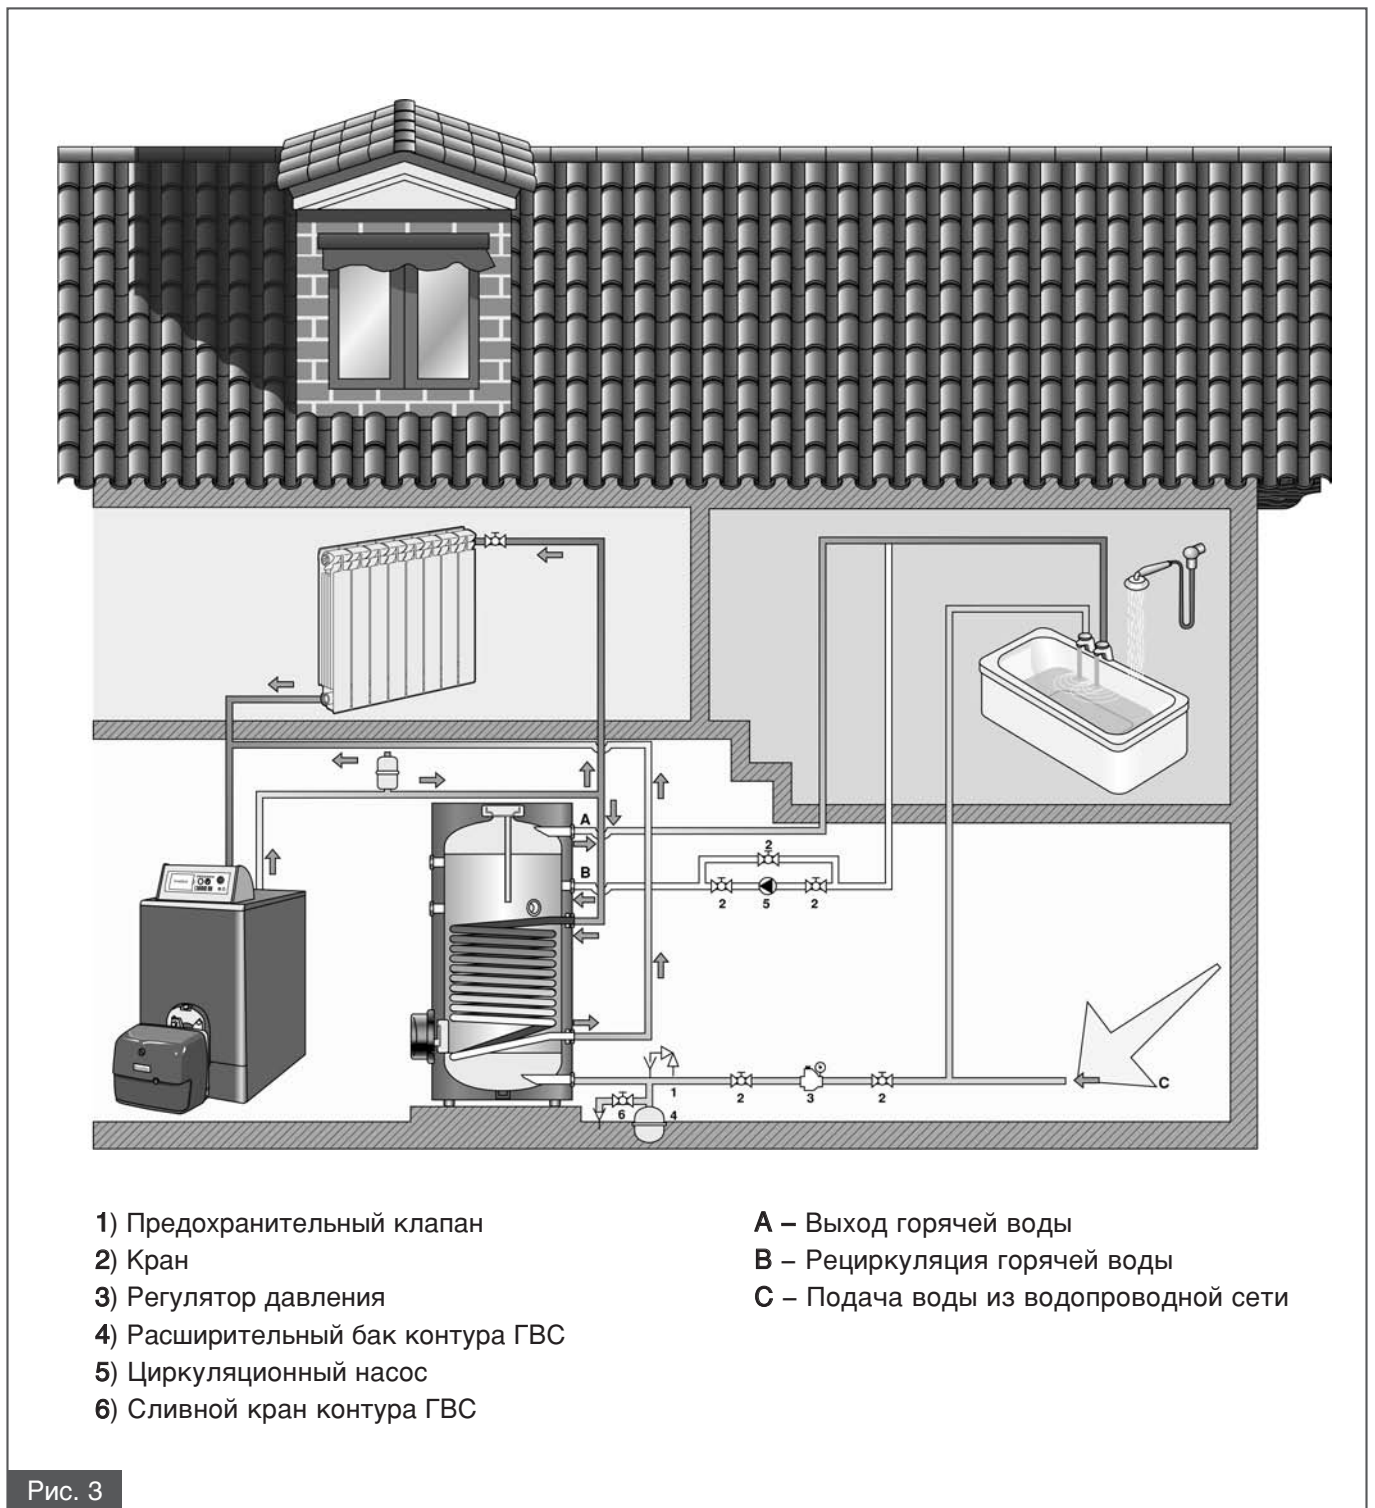 A
B
2
2
5
2
C
1
2
3
2
6
4
1) Предохранительный клапан
2) Кран
3) Регулятор давления
4) Расширительный бак контура ГВС
5) Циркуляционный насос
6) Сливной кран контура ГВС
A – Выход горячей воды
B – Рециркуляция горячей воды
C – Подача воды из водопроводной сети
Рис. 3